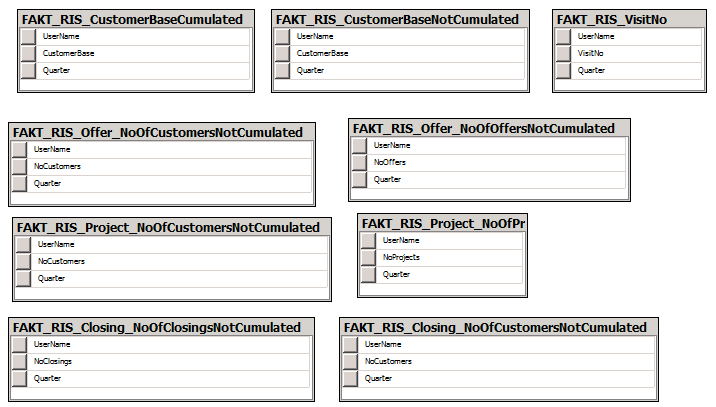 FAKT_RIS_CustomerBaseCumulated
UserName
CustomerBase
Quarter
FAKT_RIS_CustomerBaseNotCumulated
UserName
CustomerBase
Quarter
FAKT_RIS_VisitNo
UserName
VisitNo
Quarter
FAKT_RIS_Offer_NoOfCustomersNotCumulated
UserName
NoCustomers
Quarter
FAKT_RIS_Offer_NoOfOffersNotCumulated
UserName
NoOffers
Quarter
FAKT_RIS_Project_NoOfCustomersNotCumulated
UserName
NoCustomers
Quarter
FAKT_RIS_Project_NoOfPr
UserName
NoProjects
Quarter
FAKT_RIS_Closing_NoOfClosingsNotCumulated
UserName
NoClosings
Quarter
FAKT_RIS_Closing_NoOfCustomersNotCumulated
UserName
NoCustomers
Quarter